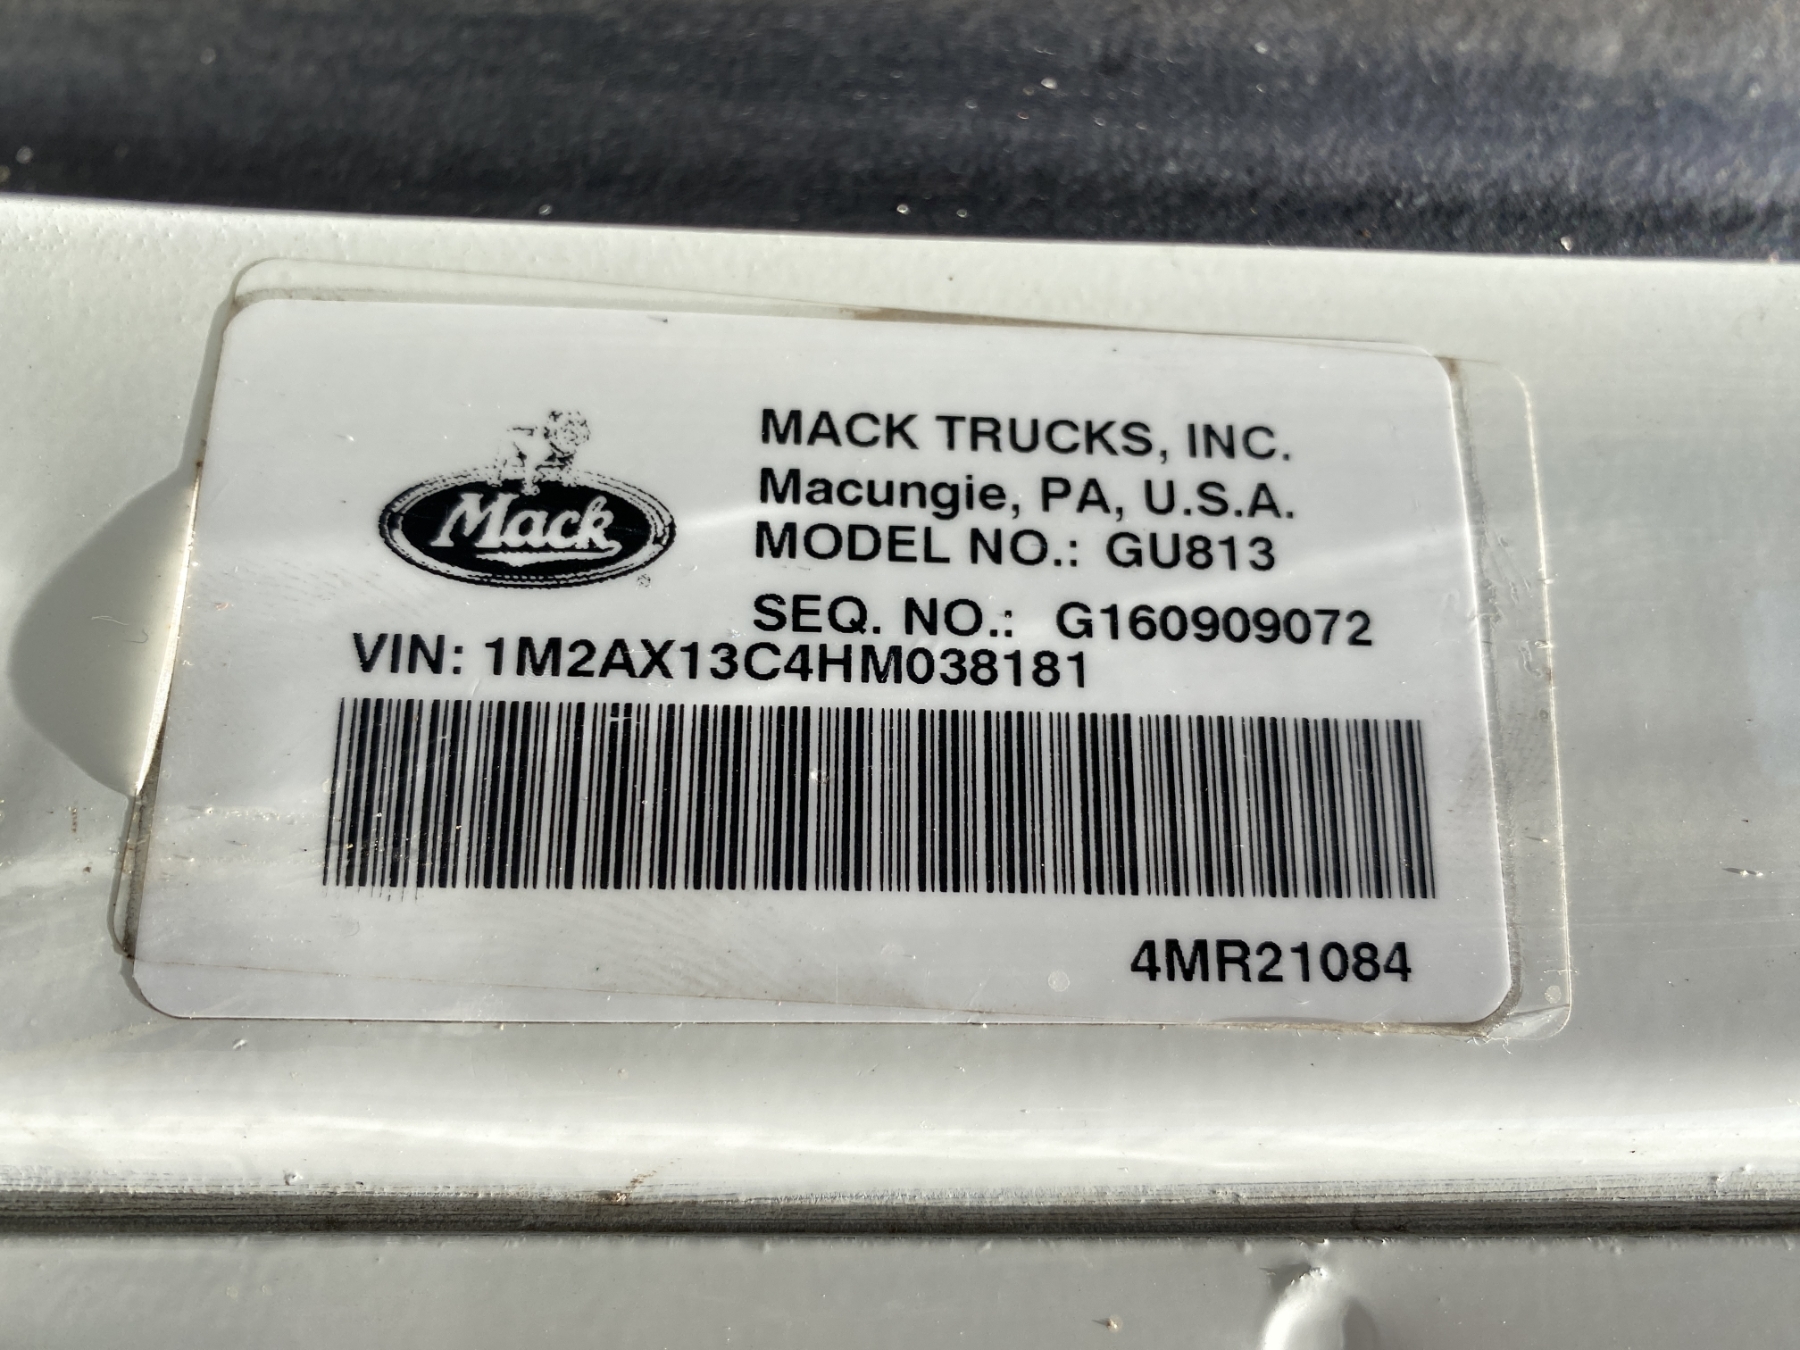 Mack
®
MACK TRUCKS, INC.
Macungie, PA, U.S.A.
MODEL NO.: GU813
SEQ. NO.: G160909072
VIN: 1M2AX13C4HM038181
4MR21084